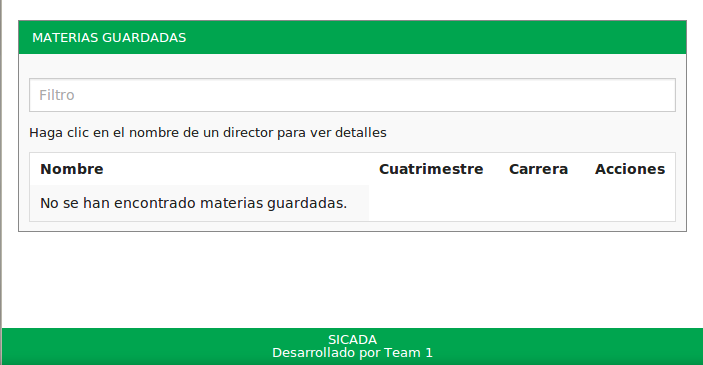 MATERIAS GUARDADAS
Filtro
Haga clic en el nombre de un director para ver detalles
Nombre Cuatrimestre Carrera Acciones
No se han encontrado materias guardadas.
SICADA
Desarrollado por Team 1